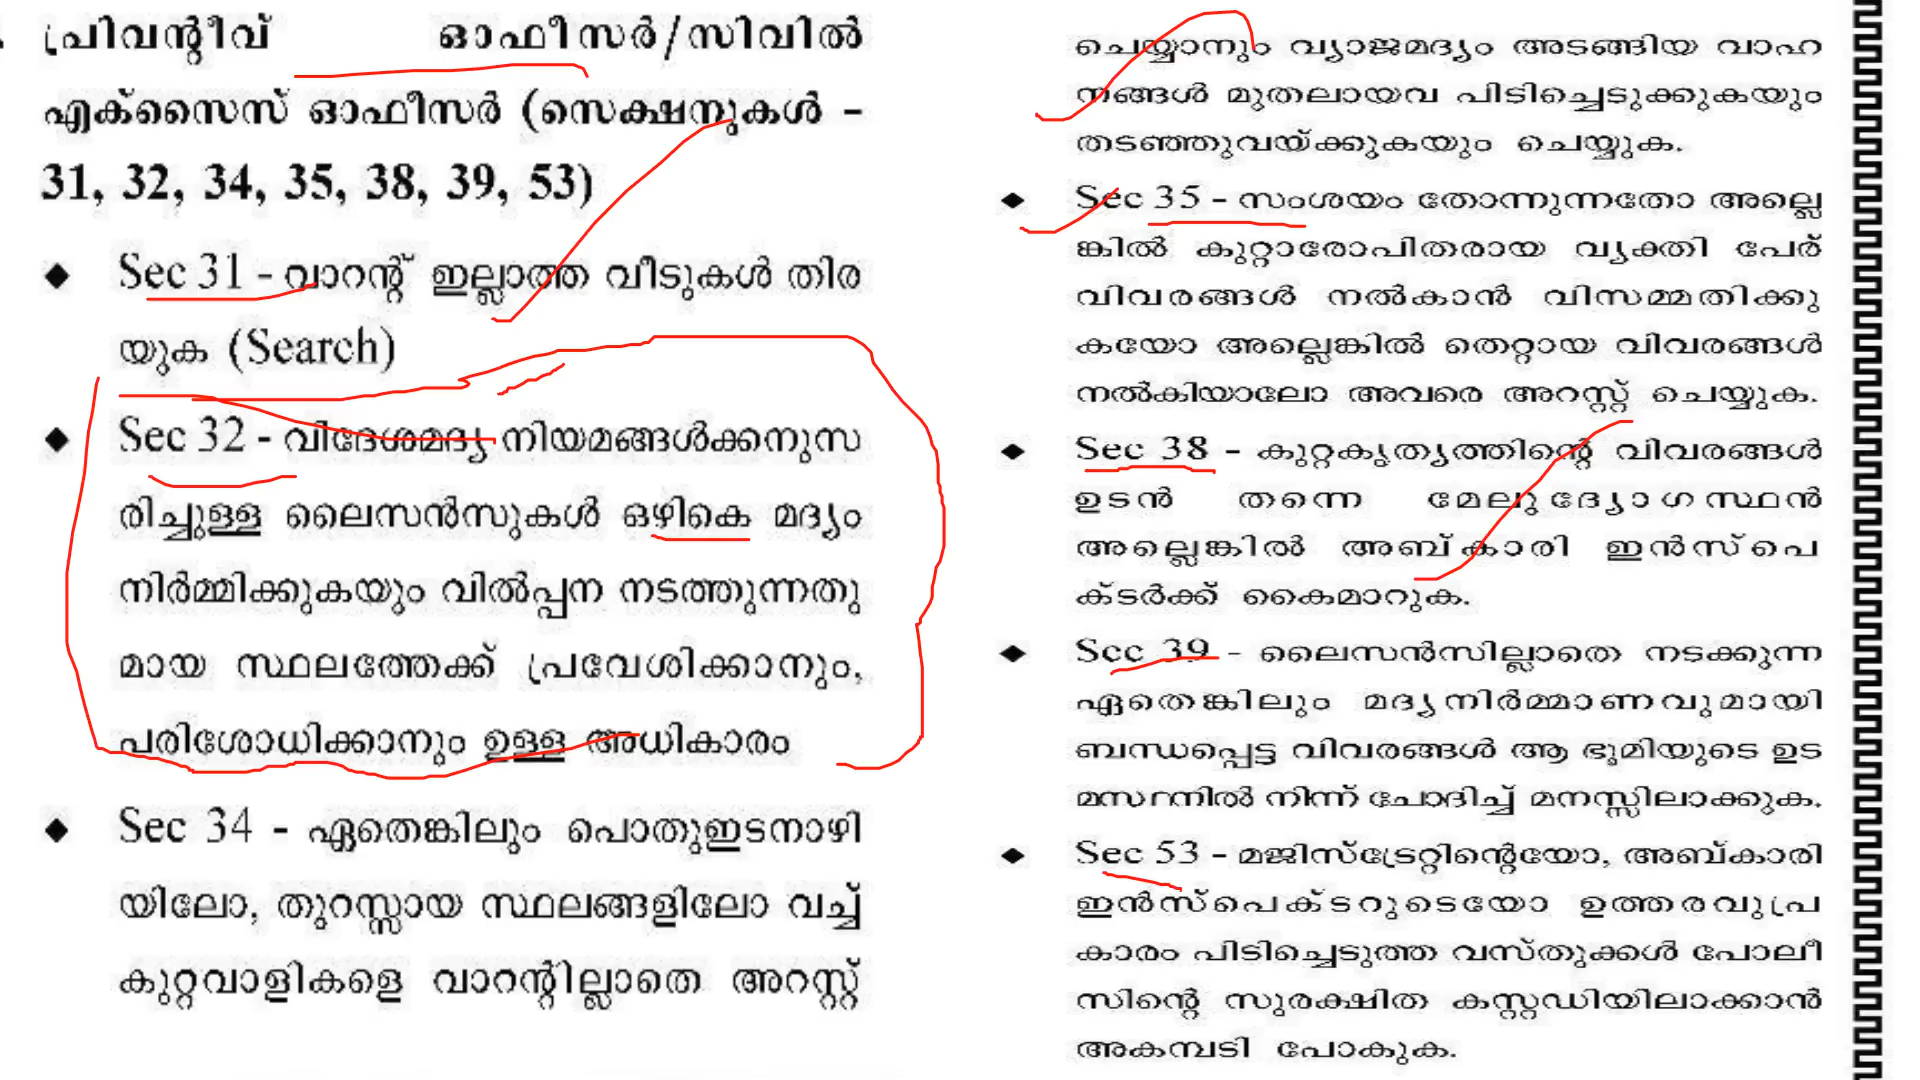 പ്രിവന്റീവ് ഓഫീസർ/സിവിൽ
എക്സൈസ് ഓഫീസർ (സെക്ഷനുകൾ –
31, 32, 34, 35, 38, 39, 53)
◆ Sec 31 - വാറന്റ് ഇല്ലാത്ത വീടുകൾ തിര
യുക (Search)
◆ Sec 32 - വിദേശമദ്യ നിയമങ്ങൾക്കനുസ
രിച്ചുള്ള ലൈസൻസുകൾ ഒഴികെ മദ്യം
നിർമ്മിക്കുകയും വിൽപ്പന നടത്തുന്നതു
മായ സ്ഥലത്തേക്ക് പ്രവേശിക്കാനും,
പരിശോധിക്കാനും ഉള്ള അധികാരം
◆ Sec 34 - ഏതെങ്കിലും പൊതുഇടനാഴി
യിലോ, തുറസ്സായ സ്ഥലങ്ങളിലോ വച്ച്
കുറ്റവാളികളെ വാറന്റില്ലാതെ അറസ്റ്റ്
ചെയ്യാനും വ്യാജമദ്യം അടങ്ങിയ വാഹ
നങ്ങൾ മുതലായവ പിടിച്ചെടുക്കുകയും
തടഞ്ഞുവയ്ക്കുകയും ചെയ്യുക.
◆ Sec 35 - സംശയം തോന്നുന്നതോ അല്ലെ
ങ്കിൽ കുറ്റാരോപിതരായ വ്യക്തി പേര്
വിവരങ്ങൾ നൽകാൻ വിസമ്മതിക്കു
കയോ അല്ലെങ്കിൽ തെറ്റായ വിവരങ്ങൾ
നൽകിയാലോ അവരെ അറസ്റ്റ് ചെയ്യുക.
◆ Sec 38 - കുറ്റകൃത്യത്തിന്റെ വിവരങ്ങൾ
ഉടൻ തന്നെ മേലുദ്യോഗസ്ഥൻ
അല്ലെങ്കിൽ അബ്കാരി ഇൻസ്പെ
ക്ടർക്ക് കൈമാറുക.
◆ Sec 39 - ലൈസൻസില്ലാതെ നടക്കുന്ന
ഏതെങ്കിലും മദ്യനിർമ്മാണവുമായി
ബന്ധപ്പെട്ട വിവരങ്ങൾ ആ ഭൂമിയുടെ ഉട
മസ്ഥനിൽ നിന്ന് ചോദിച്ച് മനസ്സിലാക്കുക.
◆ Sec 53 - മജിസ്ട്രേറ്റിന്റെയോ, അബ്കാരി
ഇൻസ്പെക്ടറുടെയോ ഉത്തരവുപ്ര
കാരം പിടിച്ചെടുത്ത വസ്തുക്കൾ പോലീ
സിന്റെ സുരക്ഷിത കസ്റ്റഡിയിലാക്കാൻ
അകമ്പടി പോകുക.